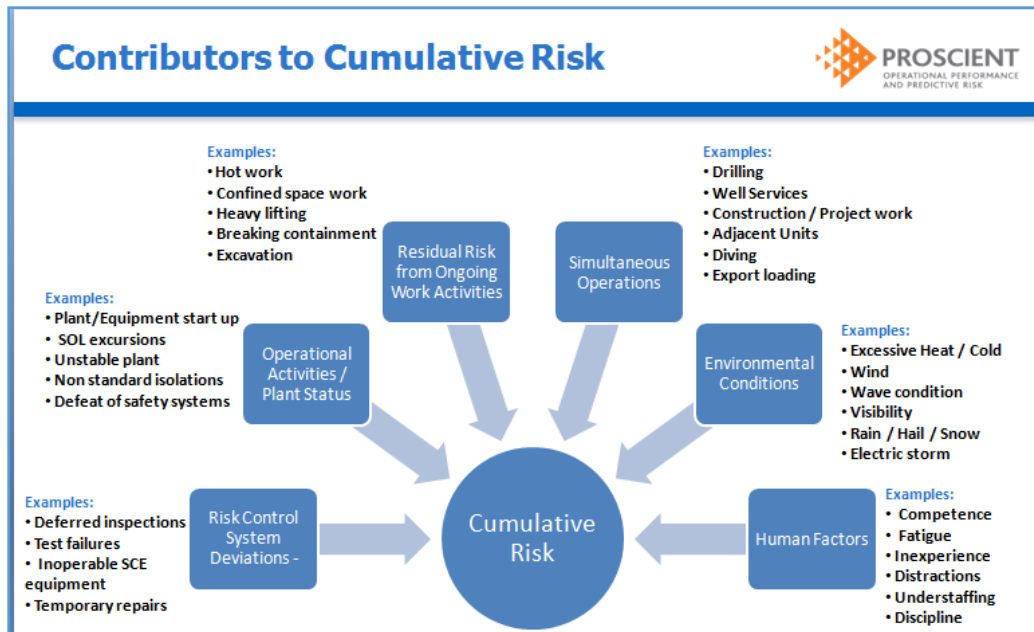 Contributors to Cumulative Risk
PROSCIENT
OPERATIONAL PERFORMANCE
AND PREDICTIVE RISK
Examples:
• Hot work
• Confined space work
• Heavy lifting
• Breaking containment
• Excavation
Residual Risk
from Ongoing
Work Activities
Examples:
• Drilling
• Well Services
• Construction / Project work
• Adjacent Units
• Diving
• Export loading
Simultaneous
Operations
Examples:
• Plant/Equipment start up
• SOL excursions
• Unstable plant
• Non standard isolations
• Defeat of safety systems
Operational
Activities /
Plant Status
Environmental
Conditions
Examples:
• Excessive Heat / Cold
• Wind
• Wave condition
• Visibility
• Rain / Hail / Snow
• Electric storm
Examples:
• Deferred inspections
• Test failures
• Inoperable SCE
equipment
• Temporary repairs
Risk Control
System
Deviations -
Cumulative
Risk
Human Factors
Examples:
• Competence
• Fatigue
• Inexperience
• Distractions
• Understaffing
• Discipline